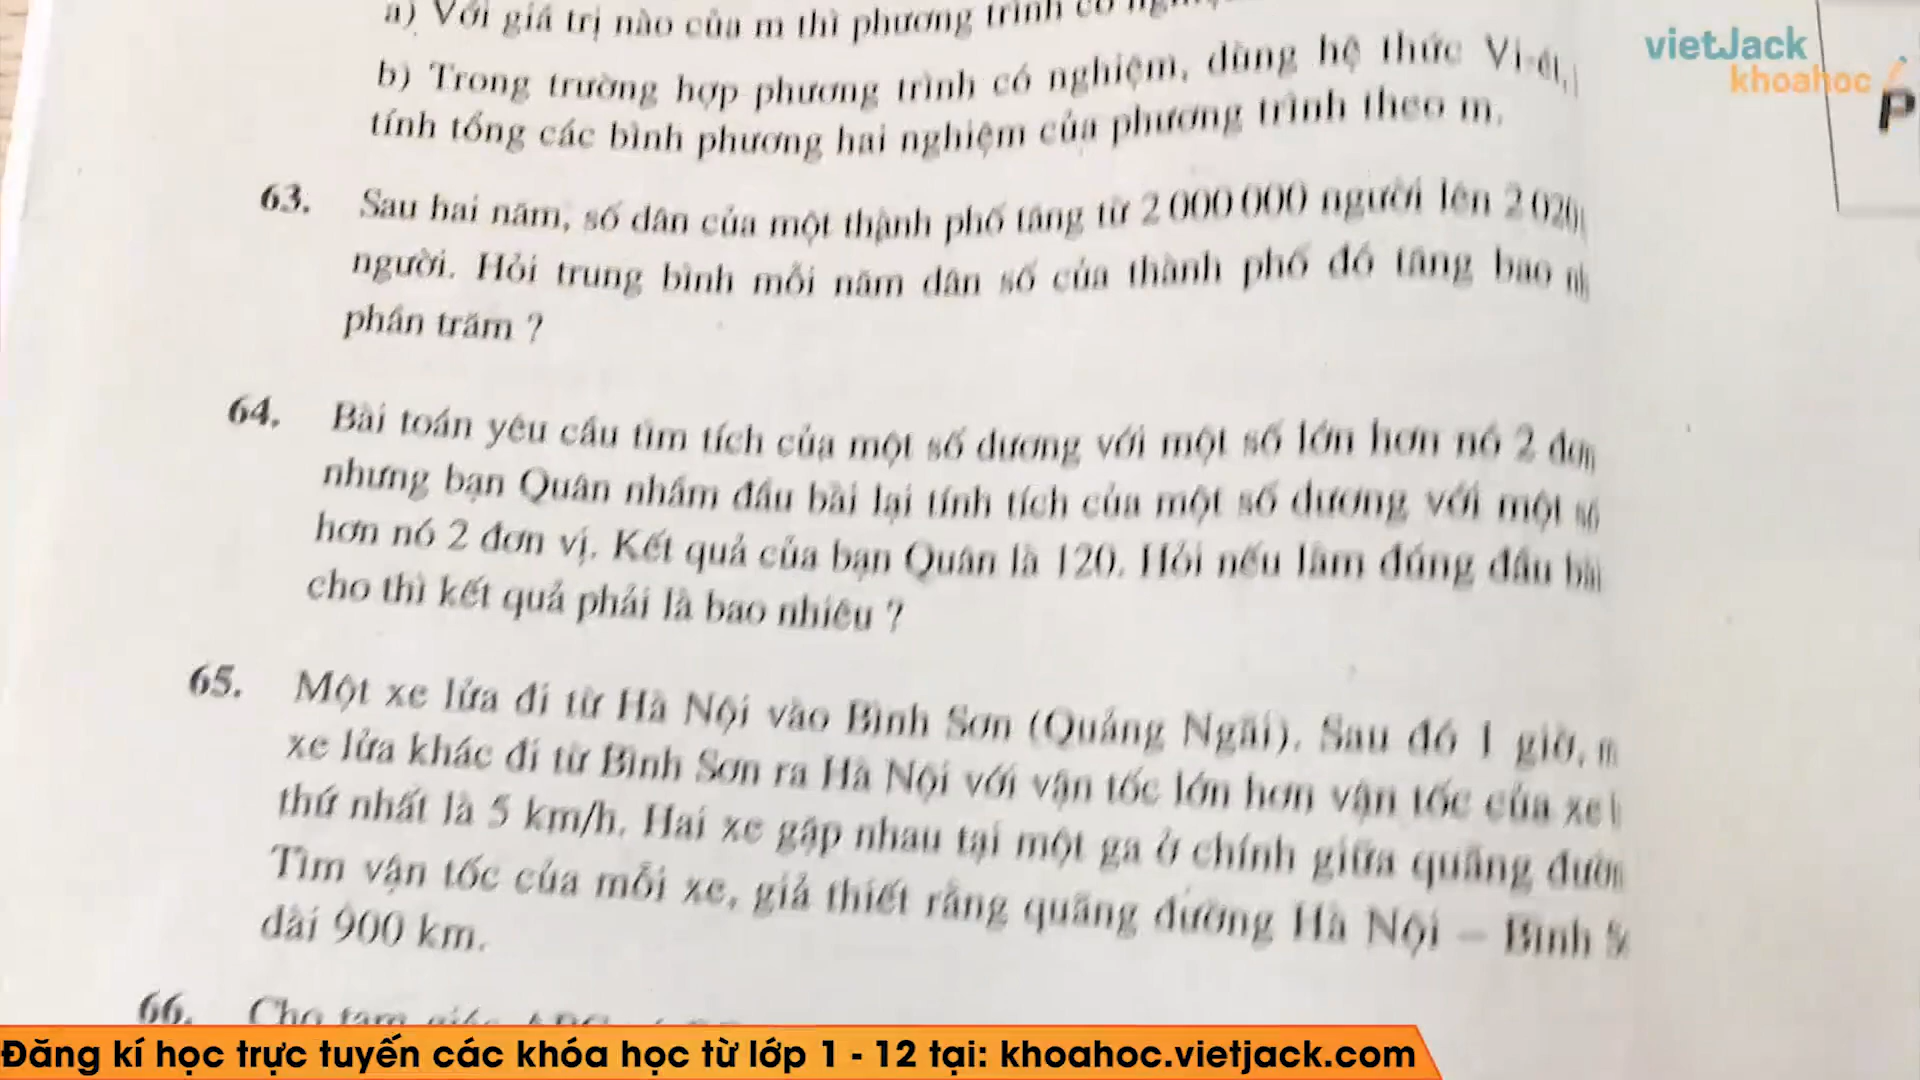 a) Với giá trị nào của m thì phương trình có
vietJack
khoahoc
b) Trong trường hợp phương trình có nghiệm, dùng hệ thức Vi-ét,
tính tổng các bình phương hai nghiệm của phương trình theo m.
63. Sau hai năm, số dân của một thành phố tăng từ 2 000 000 người lên 2 020
người. Hỏi trung bình mỗi năm dân số của thành phố đó tăng bao
phần trăm ?
64. Bài toán yêu cầu tìm tích của một số dương với một số lớn hơn nó 2 đơn
nhưng bạn Quân nhầm đầu bài lại tính tích của một số dương với một số
hơn nó 2 đơn vị. Kết quả của bạn Quân là 120. Hỏi nếu làm đúng đầu bài
cho thì kết quả phải là bao nhiêu ?
65. Một xe lửa đi từ Hà Nội vào Bình Sơn (Quảng Ngãi). Sau đó 1 giờ,
xe lửa khác đi từ Bình Sơn ra Hà Nội với vận tốc lớn hơn vận tốc của xe
thứ nhất là 5 km/h. Hai xe gặp nhau tại một ga ở chính giữa quãng
Tìm vận tốc của mỗi xe, giả thiết rằng quãng đường Hà Nội – Bình
dài 900 km.
66. Cho tam giác
Đăng kí học trực tuyến các khóa học từ lớp 1 - 12 tại: khoahoc.vietjack.com